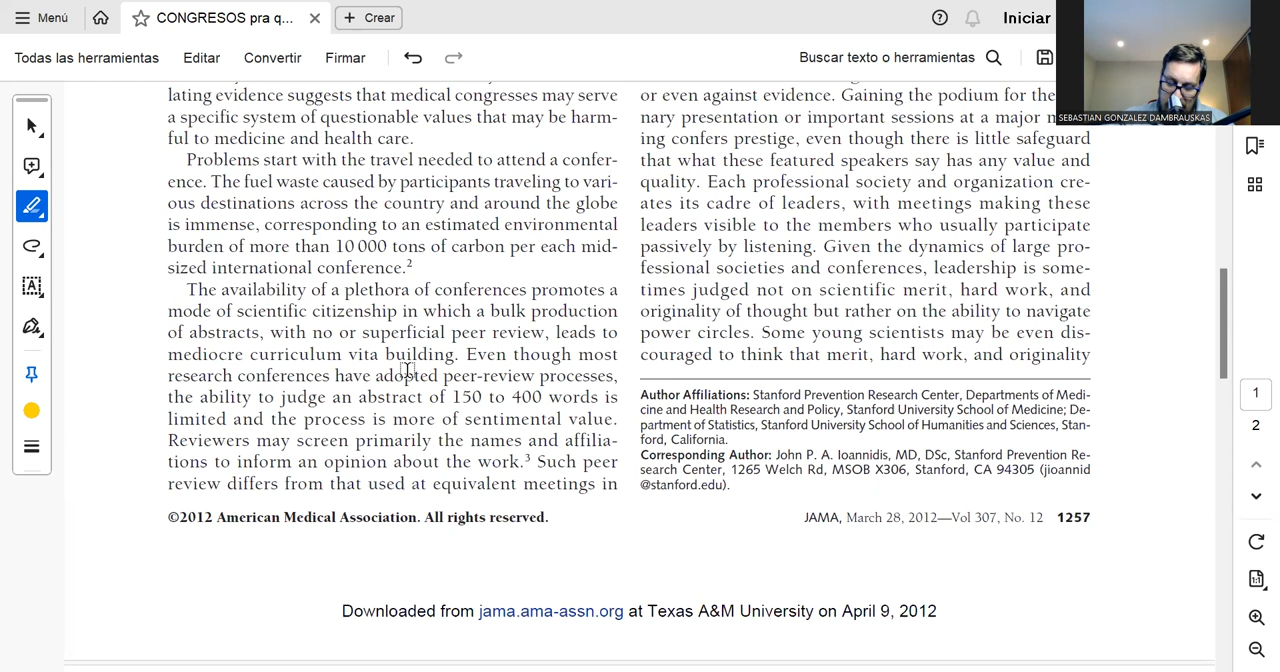 Menú
CONGRESOS pra q...
Crear
Iniciar
Todas las herramientas
Editar
Convertir
Firmar
Buscar texto o herramientas
SEBASTIAN GONZALEZ DAMBRAUSKAS
lating evidence suggests that medical congresses may serve
a specific system of questionable values that may be harm-
ful to medicine and health care.
Problems start with the travel needed to attend a confer-
ence. The fuel waste caused by participants traveling to vari-
ous destinations across the country and around the globe
is immense, corresponding to an estimated environmental
burden of more than 10 000 tons of carbon per each mid-
sized international conference.2
The availability of a plethora of conferences promotes a
mode of scientific citizenship in which a bulk production
of abstracts, with no or superficial peer review, leads to
mediocre curriculum vita building. Even though most
research conferences have adopted peer-review processes,
the ability to judge an abstract of 150 to 400 words is
limited and the process is more of sentimental value.
Reviewers may screen primarily the names and affilia-
tions to inform an opinion about the work.3 Such peer
review differs from that used at equivalent meetings in
or even against evidence. Gaining the podium for the
nary presentation or important sessions at a major m
ing confers prestige, even though there is little safeguard
that what these featured speakers say has any value and
quality. Each professional society and organization cre-
ates its cadre of leaders, with meetings making these
leaders visible to the members who usually participate
passively by listening. Given the dynamics of large pro-
fessional societies and conferences, leadership is some-
times judged not on scientific merit, hard work, and
originality of thought but rather on the ability to navigate
power circles. Some young scientists may be even dis-
couraged to think that merit, hard work, and originality
Author Affiliations: Stanford Prevention Research Center, Departments of Medi-
cine and Health Research and Policy, Stanford University School of Medicine; De-
partment of Statistics, Stanford University School of Humanities and Sciences, Stan-
ford, California.
Corresponding Author: John P. A. Ioannidis, MD, DSc, Stanford Prevention Re-
search Center, 1265 Welch Rd, MSOB X306, Stanford, CA 94305 (jioannid
@stanford.edu).
©2012 American Medical Association. All rights reserved.
JAMA, March 28, 2012—Vol 307, No. 12 1257
Downloaded from jama.ama-assn.org at Texas A&M University on April 9, 2012
1
2